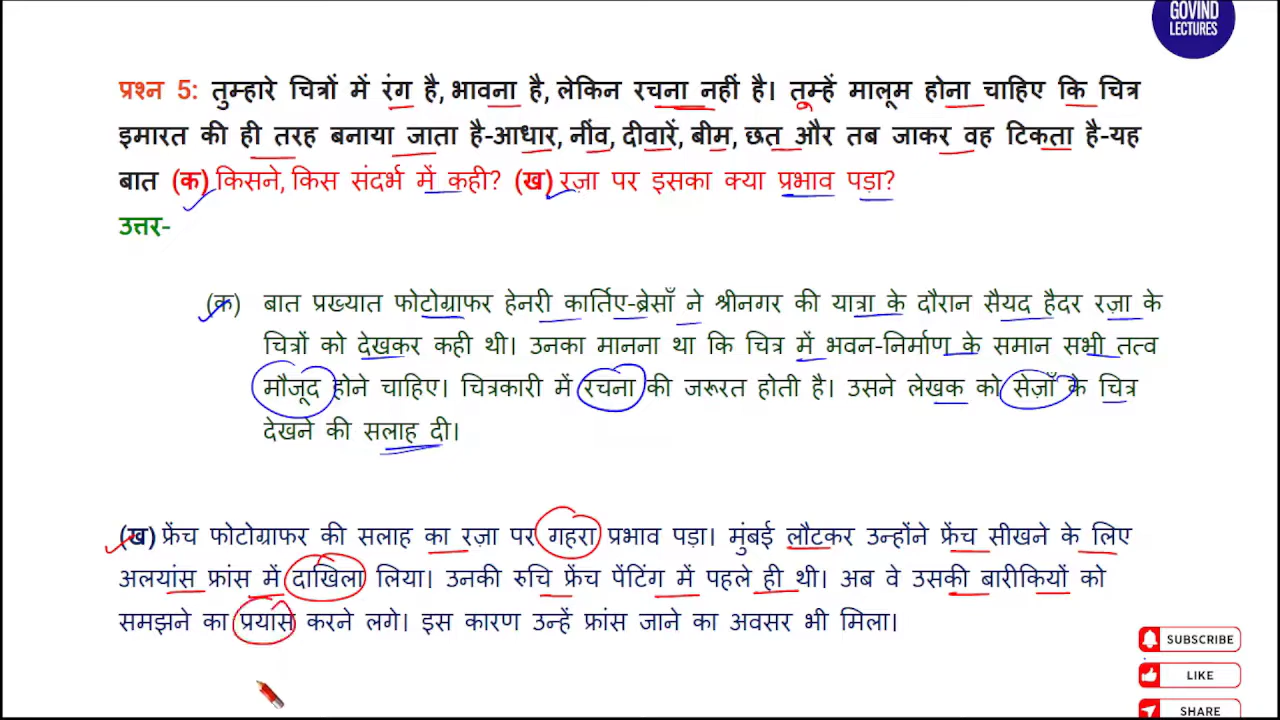 GOVIND
LECTURES
प्रश्न 5: तुम्हारे चित्रों में रंग है, भावना है, लेकिन रचना नहीं है। तुम्हें मालूम होना चाहिए कि चित्र
इमारत की ही तरह बनाया जाता है-आधार, नींव, दीवारें, बीम, छत और तब जाकर वह टिकता है-यह
बात (क) किसने, किस संदर्भ में कही? (ख) रज़ा पर इसका क्या प्रभाव पड़ा?
उत्तर-
(क) बात प्रख्यात फोटोग्राफर हेनरी कार्तिए-ब्रेसाँ ने श्रीनगर की यात्रा के दौरान सैयद हैदर रज़ा के
चित्रों को देखकर कही थी। उनका मानना था कि चित्र में भवन-निर्माण के समान सभी तत्व
मौजूद होने चाहिए। चित्रकारी में रचना की जरूरत होती है। उसने लेखक को सेज़ाँ के चित्र
देखने की सलाह दी।
(ख) फ्रेंच फोटोग्राफर की सलाह का रज़ा पर गहरा प्रभाव पड़ा। मुंबई लौटकर उन्होंने फ्रेंच सीखने के लिए
अलयांस फ्रांस में दाखिला लिया। उनकी रुचि फ्रेंच पेंटिंग में पहले ही थी। अब वे उसकी बारीकियों को
समझने का प्रयास करने लगे। इस कारण उन्हें फ्रांस जाने का अवसर भी मिला।
SUBSCRIBE
LIKE
SHARE